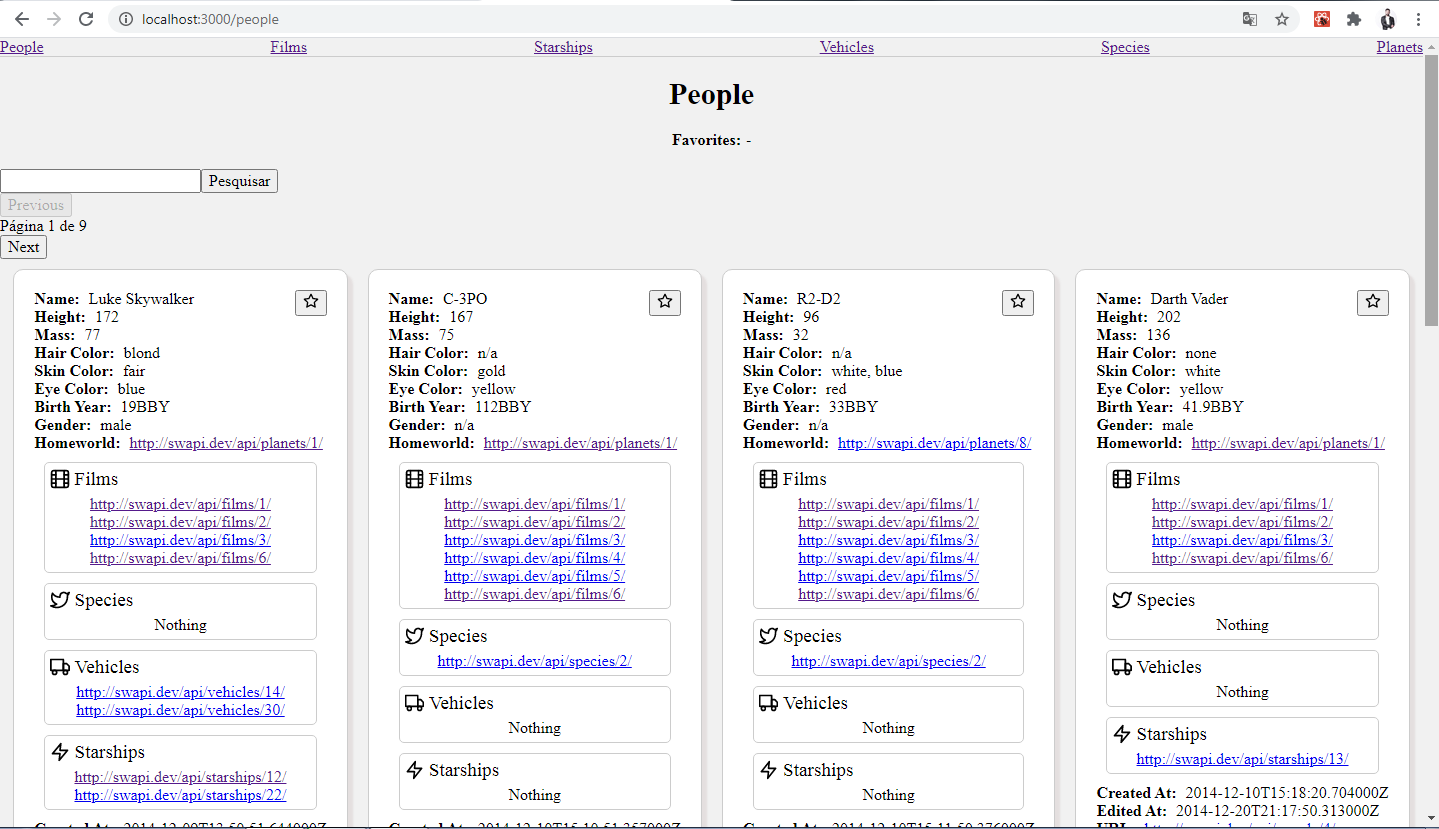 localhost:3000/people
People Films Starships Vehicles Species Planets
People
Favorites: -
Pesquisar
Previous
Página 1 de 9
Next
Name: Luke Skywalker
Height: 172
Mass: 77
Hair Color: blond
Skin Color: fair
Eye Color: blue
Birth Year: 19BBY
Gender: male
Homeworld: http://swapi.dev/api/planets/1/
Films
http://swapi.dev/api/films/1/
http://swapi.dev/api/films/2/
http://swapi.dev/api/films/3/
http://swapi.dev/api/films/6/
Species
Nothing
Vehicles
http://swapi.dev/api/vehicles/14/
http://swapi.dev/api/vehicles/30/
Starships
http://swapi.dev/api/starships/12/
http://swapi.dev/api/starships/22/
Name: C-3PO
Height: 167
Mass: 75
Hair Color: n/a
Skin Color: gold
Eye Color: yellow
Birth Year: 112BBY
Gender: n/a
Homeworld: http://swapi.dev/api/planets/1/
Films
http://swapi.dev/api/films/1/
http://swapi.dev/api/films/2/
http://swapi.dev/api/films/3/
http://swapi.dev/api/films/4/
http://swapi.dev/api/films/5/
http://swapi.dev/api/films/6/
Species
http://swapi.dev/api/species/2/
Vehicles
Nothing
Starships
Nothing
Name: R2-D2
Height: 96
Mass: 32
Hair Color: n/a
Skin Color: white, blue
Eye Color: red
Birth Year: 33BBY
Gender: n/a
Homeworld: http://swapi.dev/api/planets/8/
Films
http://swapi.dev/api/films/1/
http://swapi.dev/api/films/2/
http://swapi.dev/api/films/3/
http://swapi.dev/api/films/4/
http://swapi.dev/api/films/5/
http://swapi.dev/api/films/6/
Species
http://swapi.dev/api/species/2/
Vehicles
Nothing
Starships
Nothing
Name: Darth Vader
Height: 202
Mass: 136
Hair Color: none
Skin Color: white
Eye Color: yellow
Birth Year: 41.9BBY
Gender: male
Homeworld: http://swapi.dev/api/planets/1/
Films
http://swapi.dev/api/films/1/
http://swapi.dev/api/films/2/
http://swapi.dev/api/films/3/
http://swapi.dev/api/films/6/
Species
Nothing
Vehicles
Nothing
Starships
http://swapi.dev/api/starships/13/
Created At: 2014-12-10T15:18:20.704000Z
Edited At: 2014-12-20T21:17:50.313000Z